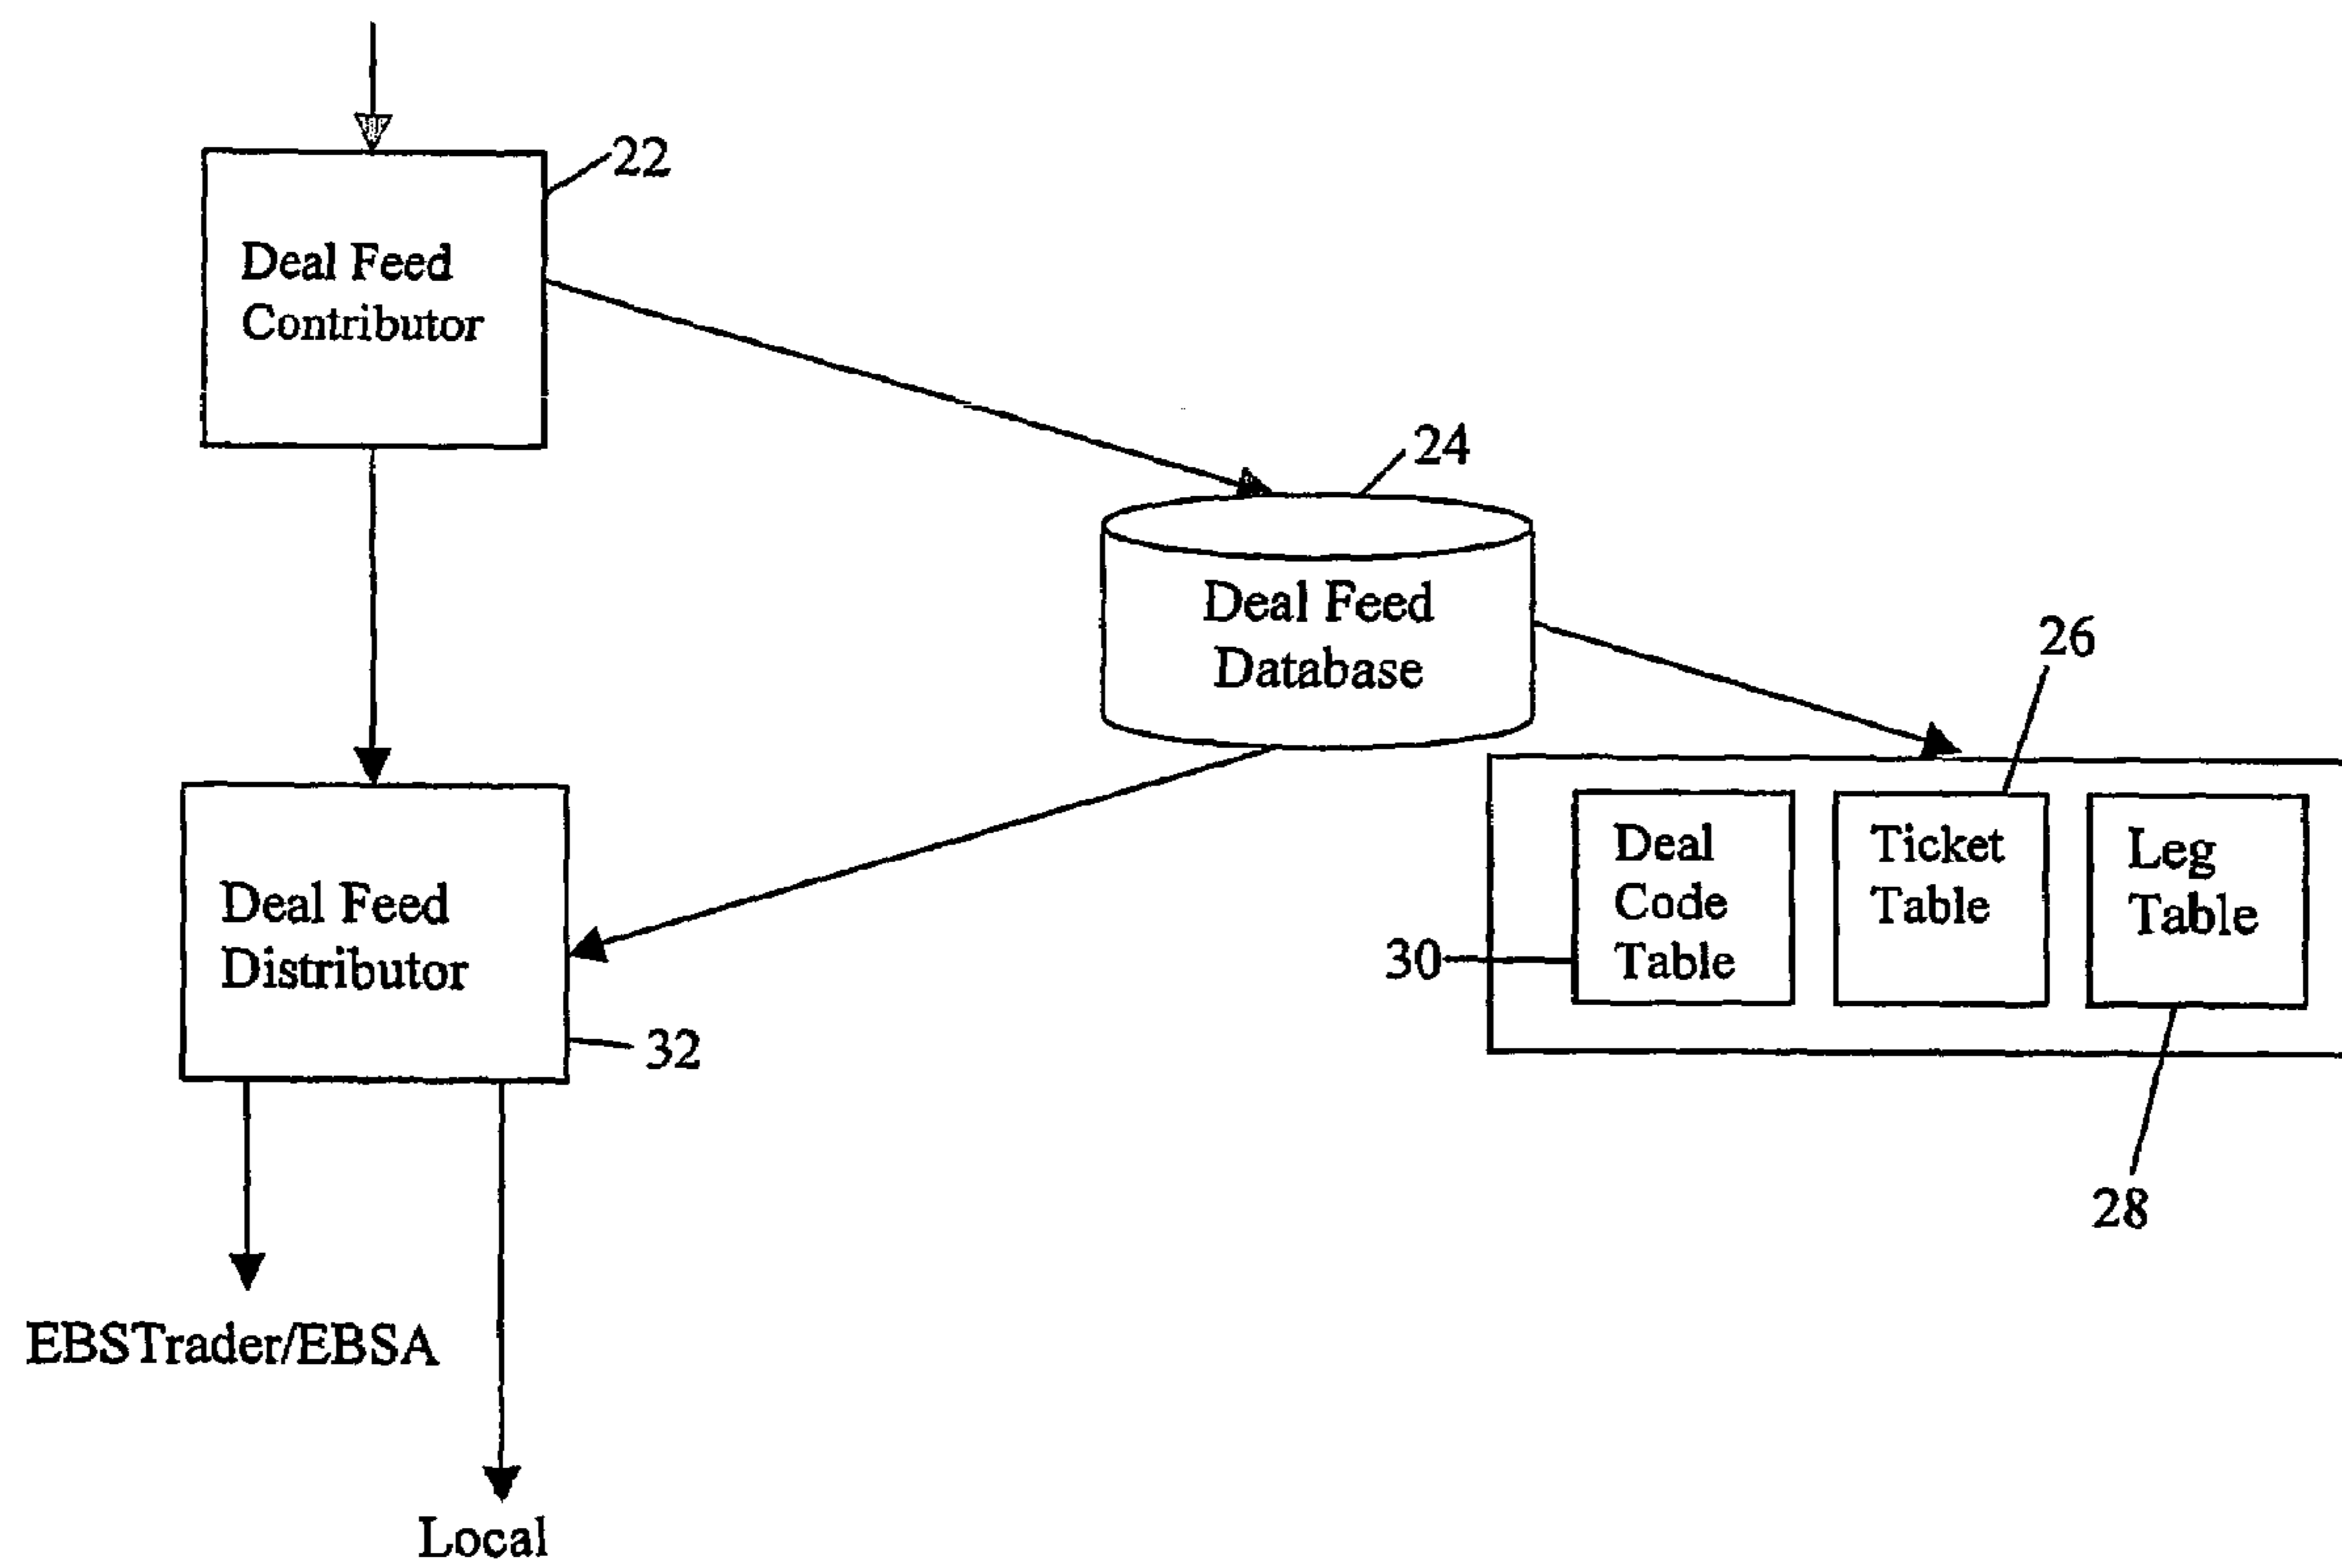 22
Deal Feed
Contributor
24
Deal Feed
Database
26
Deal
Code
Table
Ticket
Table
Leg
Table
30
28
Deal Feed
Distributor
32
EBSTrader/EBSA
Local